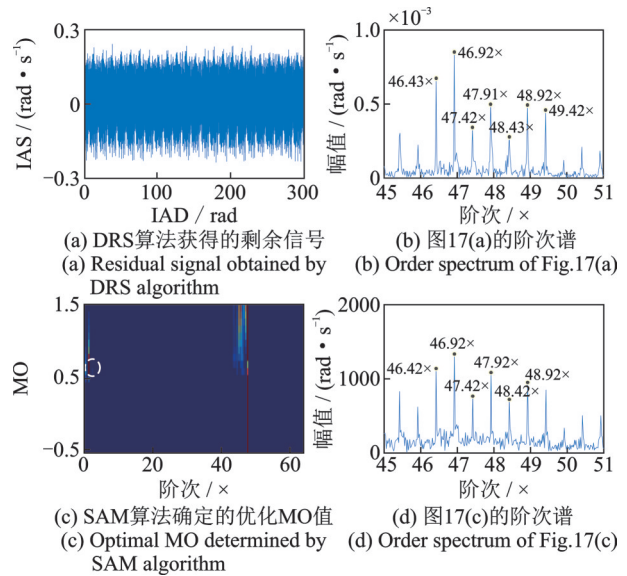 0.3
0
−0.3
IAS / (rad・s⁻¹)
0 100 200 300
IAD / rad
(a) DRS算法获得的剩余信号
(a) Residual signal obtained by
DRS algorithm
×10⁻³
1.0
0.5
0
幅值 / (rad・s⁻¹)
46.92×
46.43×
47.91×
48.92×
47.42×
49.42×
48.43×
45 46 47 48 49 50 51
阶次 / ×
(b) 图17(a)的阶次谱
(b) Order spectrum of Fig.17(a)
1.5
0.5
−0.5
MO
0 20 40 60
阶次 / ×
(c) SAM算法确定的优化MO值
(c) Optimal MO determined by
SAM algorithm
2000
1000
0
幅值 / (rad・s⁻¹)
46.92×
46.42×
47.92×
48.92×
47.42×
48.42×
45 46 47 48 49 50 51
阶次 / ×
(d) 图17(c)的阶次谱
(d) Order spectrum of Fig.17(c)